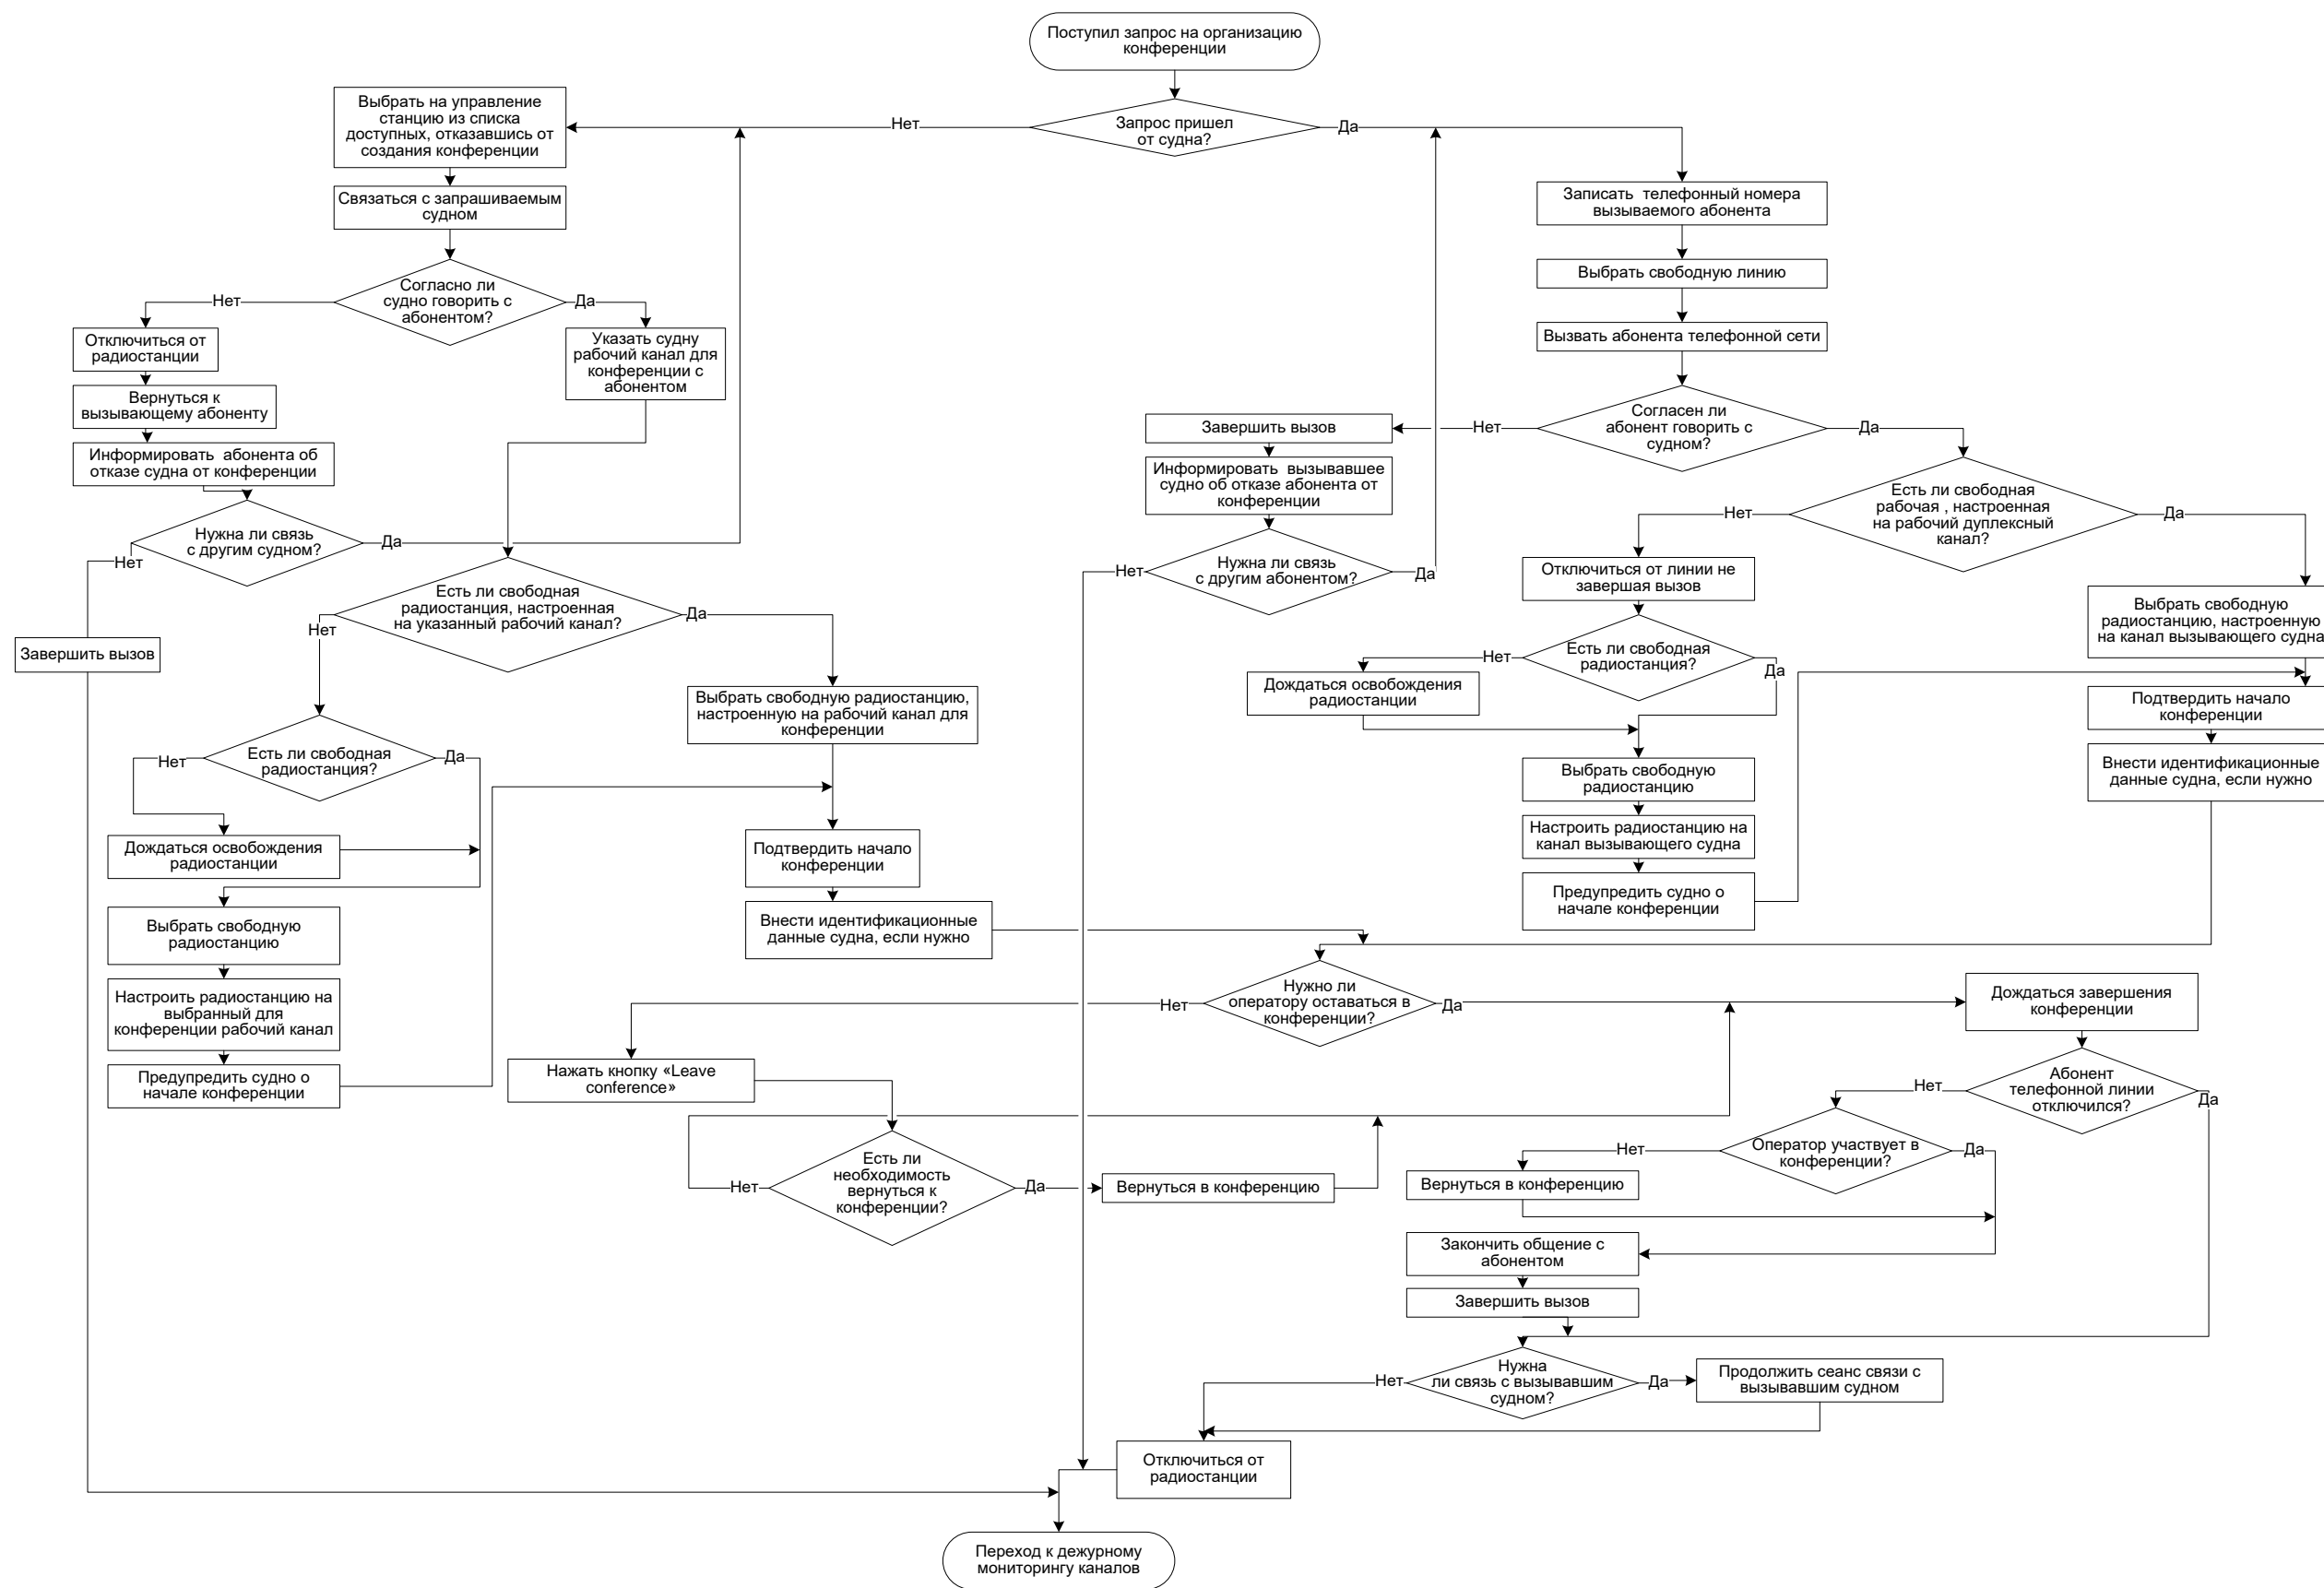 Поступил запрос на организацию
конференции
Запрос пришел
от судна?
Нет
Да
Выбрать на управление
станцию из списка
доступных, отказавшись от
создания конференции
Связаться с запрашиваемым
судном
Согласно ли
судно говорить с
абонентом?
Нет
Да
Отключиться от
радиостанции
Вернуться к
вызывающему абоненту
Информировать абонента об
отказе судна от конференции
Нужна ли связь
с другим судном?
Нет
Да
Завершить вызов
Указать судну
рабочий канал для
конференции с
абонентом
Есть ли свободная
радиостанция, настроенная
на указанный рабочий канал?
Нет
Да
Есть ли свободная
радиостанция?
Нет
Да
Дождаться освобождения
радиостанции
Выбрать свободную
радиостанцию
Настроить радиостанцию на
выбранный для
конференции рабочий канал
Предупредить судно о
начале конференции
Выбрать свободную радиостанцию,
настроенную на рабочий канал для
конференции
Подтвердить начало
конференции
Внести идентификационные
данные судна, если нужно
Записать телефонный номера
вызываемого абонента
Выбрать свободную линию
Вызвать абонента телефонной сети
Согласен ли
абонент говорить с
судном?
Нет
Да
Завершить вызов
Информировать вызывавшее
судно об отказе абонента от
конференции
Нужна ли связь
с другим абонентом?
Нет
Да
Есть ли свободная
рабочая , настроенная
на рабочий дуплексный
канал?
Нет
Да
Отключиться от линии не
завершая вызов
Есть ли свободная
радиостанция?
Нет
Да
Дождаться освобождения
радиостанции
Выбрать свободную
радиостанцию
Настроить радиостанцию на
канал вызывающего судна
Предупредить судно о
начале конференции
Выбрать свободную
радиостанцию, настроенную
на канал вызывающего судна
Подтвердить начало
конференции
Внести идентификационные
данные судна, если нужно
Нужно ли
оператору оставаться в
конференции?
Нет
Да
Нажать кнопку «Leave
conference»
Есть ли
необходимость
вернуться к
конференции?
Нет
Да
Вернуться в конференцию
Дождаться завершения
конференции
Абонент
телефонной линии
отключился?
Нет
Да
Оператор участвует в
конференции?
Нет
Да
Вернуться в конференцию
Закончить общение с
абонентом
Завершить вызов
Нужна
ли связь с вызывавшим
судном?
Нет
Да
Продолжить сеанс связи с
вызывавшим судном
Отключиться от
радиостанции
Переход к дежурному
мониторингу каналов